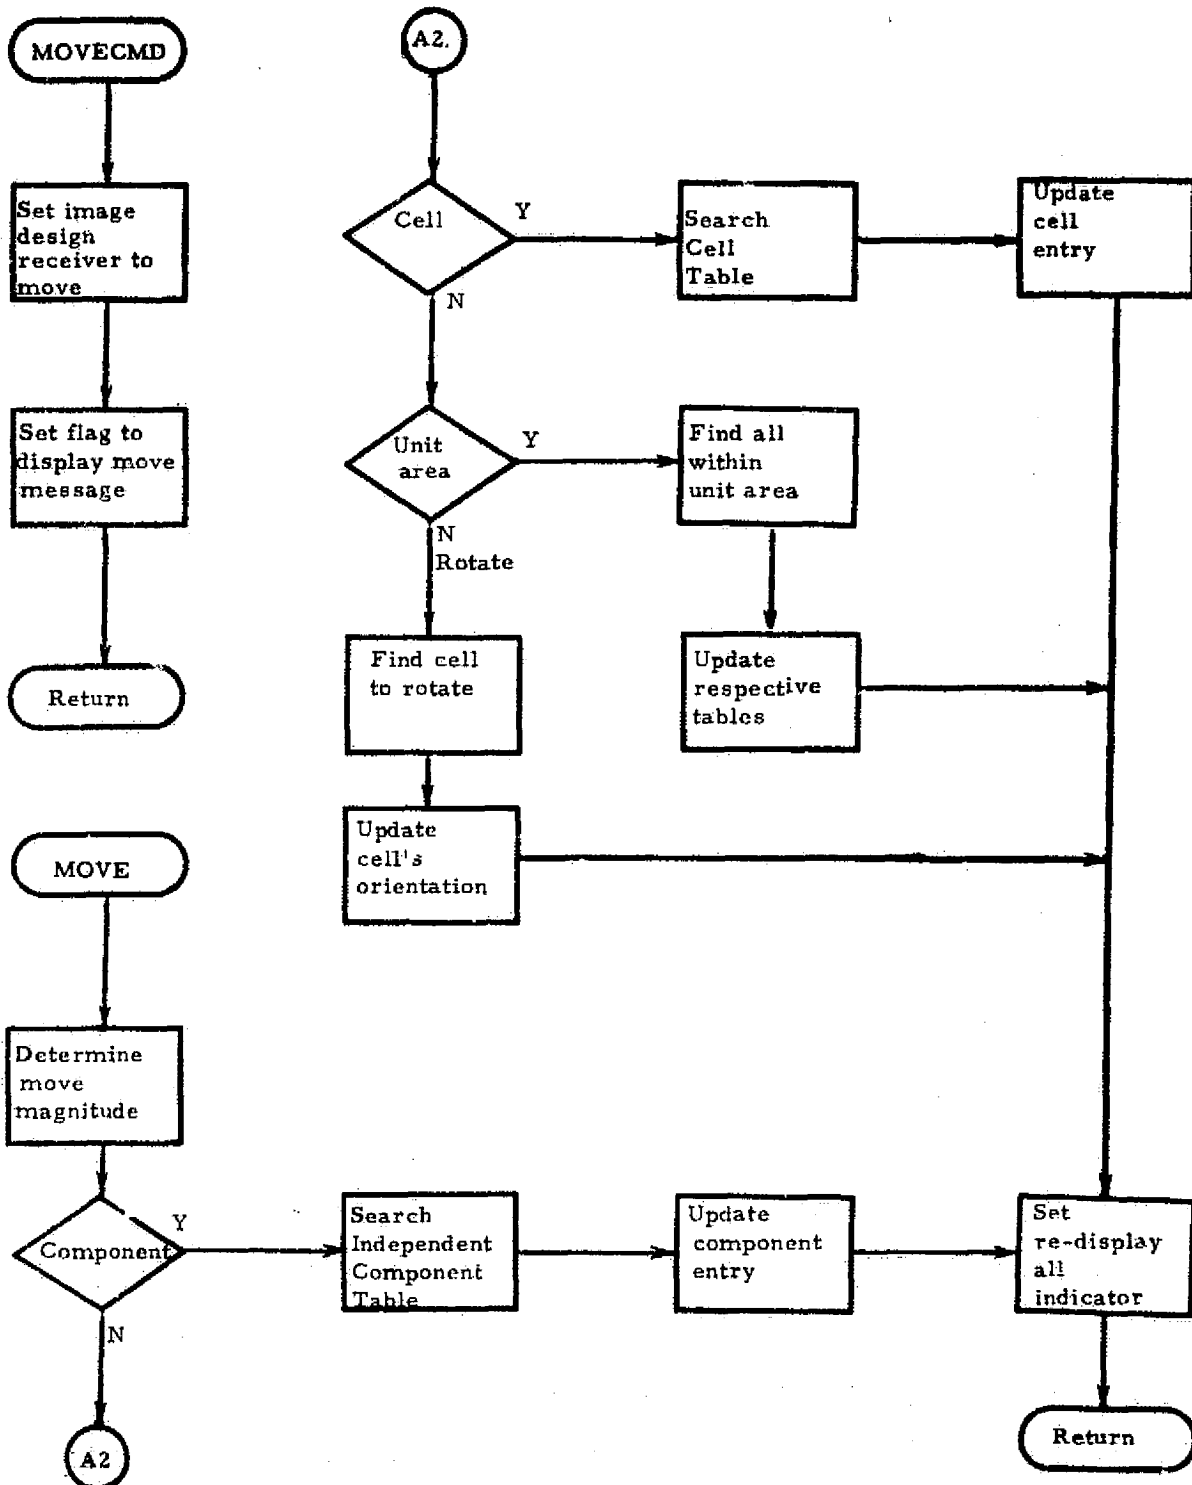 MOVECMD
Set image
design
receiver to
move
Set flag to
display move
message
Return
A2.
Cell
Y
N
Search
Cell
Table
Update
cell
entry
Unit
area
Y
N
Rotate
Find all
within
unit area
Update
respective
tables
Find cell
to rotate
Update
cell's
orientation
MOVE
Determine
move
magnitude
Component
Y
N
A2
Search
Independent
Component
Table
Update
component
entry
Set
re-display
all
indicator
Return